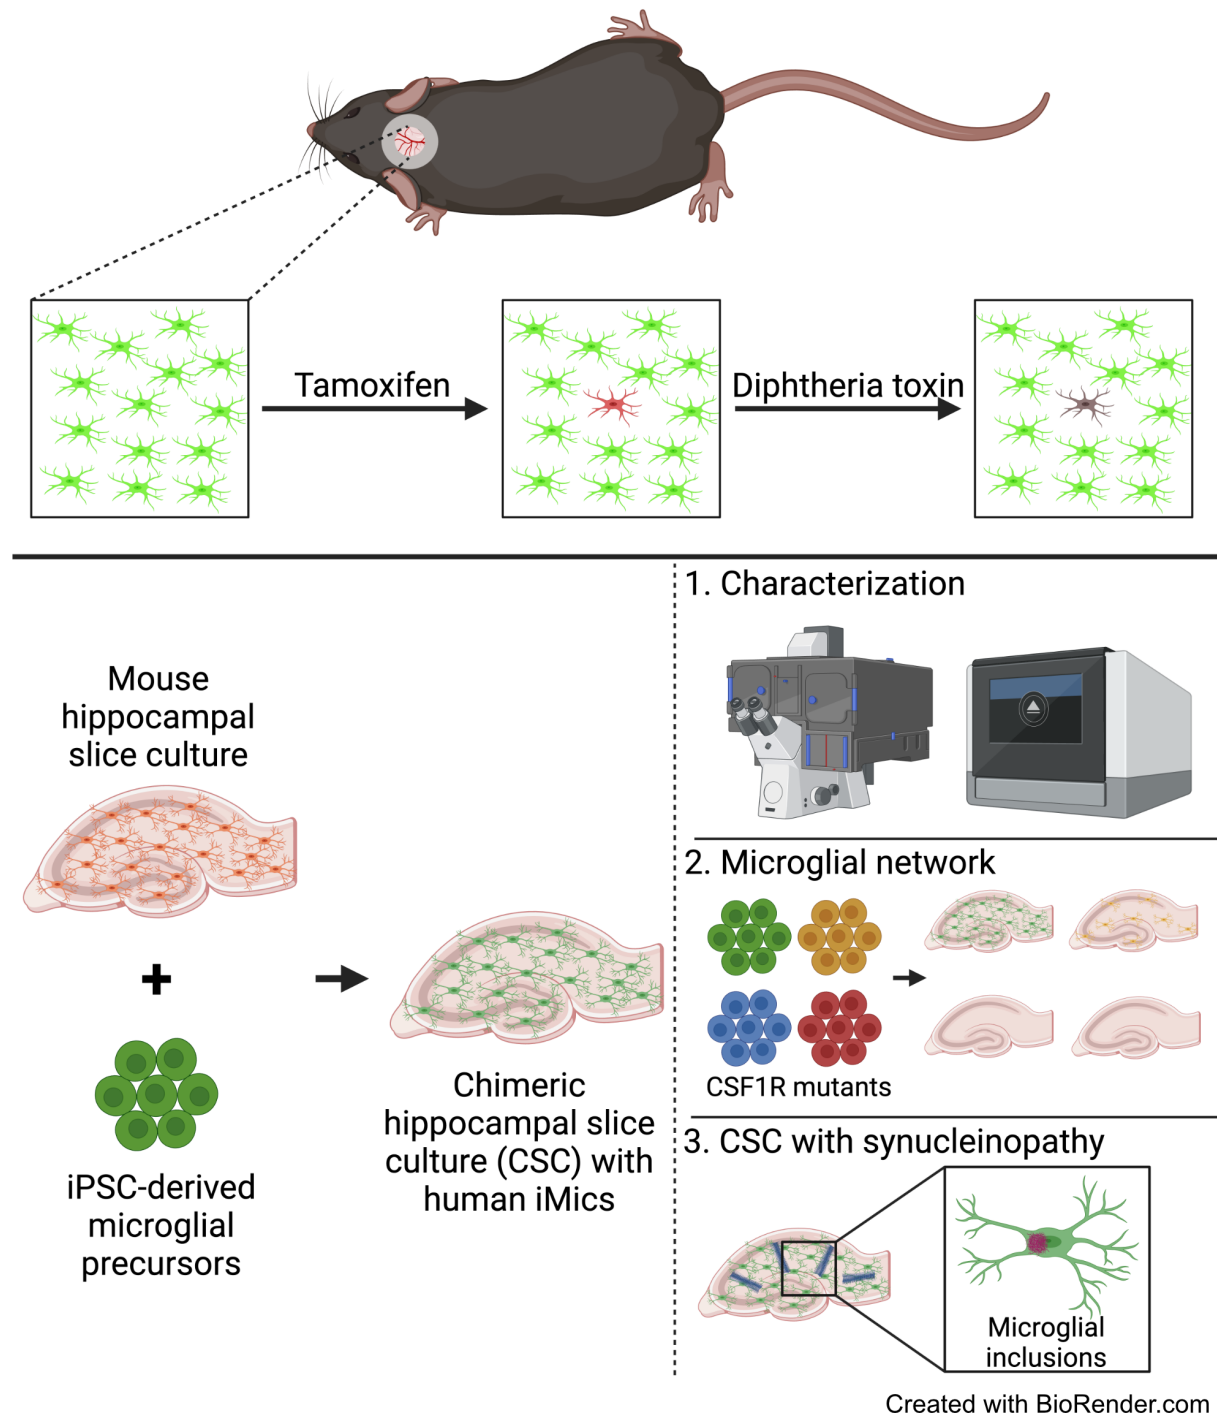 Tamoxifen
Diphtheria toxin
Mouse
hippocampal
slice culture
+
iPSC-derived
microglial
precursors
Chimeric
hippocampal slice
culture (CSC) with
human iMics
1. Characterization
2. Microglial network
CSF1R mutants
3. CSC with synucleinopathy
Microglial
inclusions
Created with BioRender.com